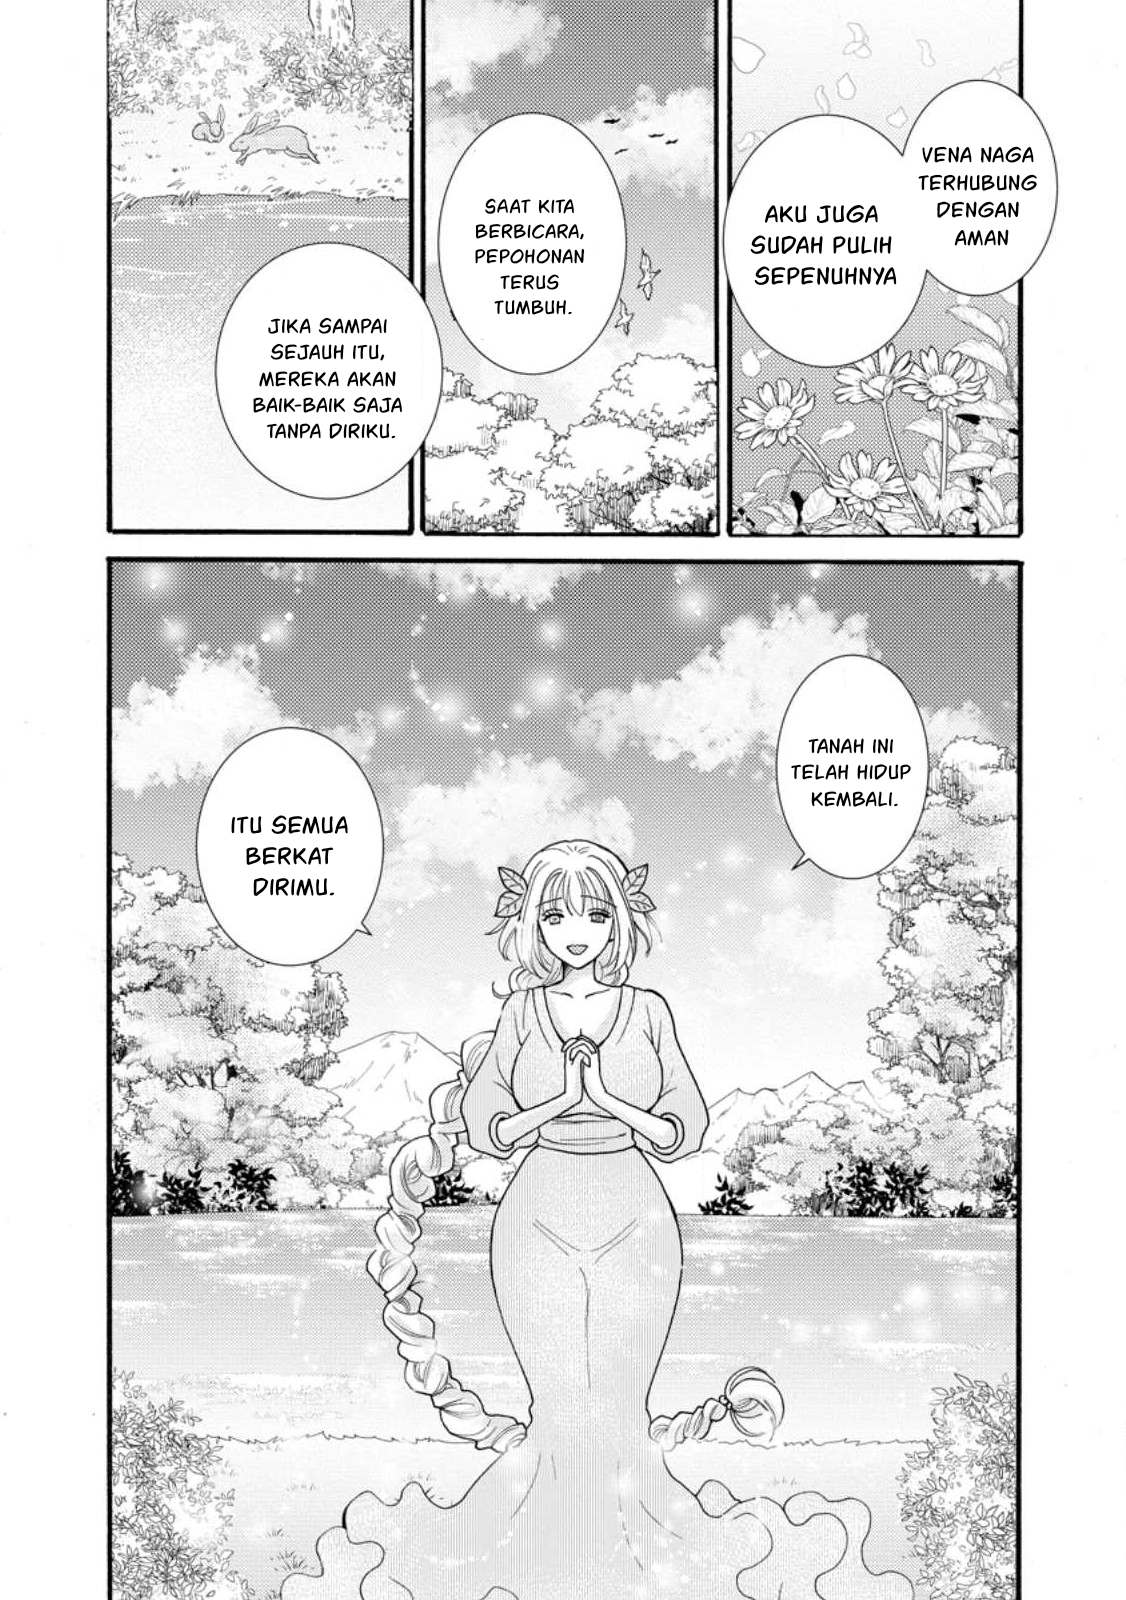 VENA NAGA
TERHUBUNG
DENGAN
AMAN
AKU JUGA
SUDAH PULIH
SEPENUHNYA
SAAT KITA
BERBICARA,
PEPOHONAN
TERUS
TUMBUH.
JIKA SAMPAI
SEJAUH ITU,
MEREKA AKAN
BAIK-BAIK SAJA
TANPA DIRIKU.
TANAH INI
TELAH HIDUP
KEMBALI.
ITU SEMUA
BERKAT
DIRIMU.